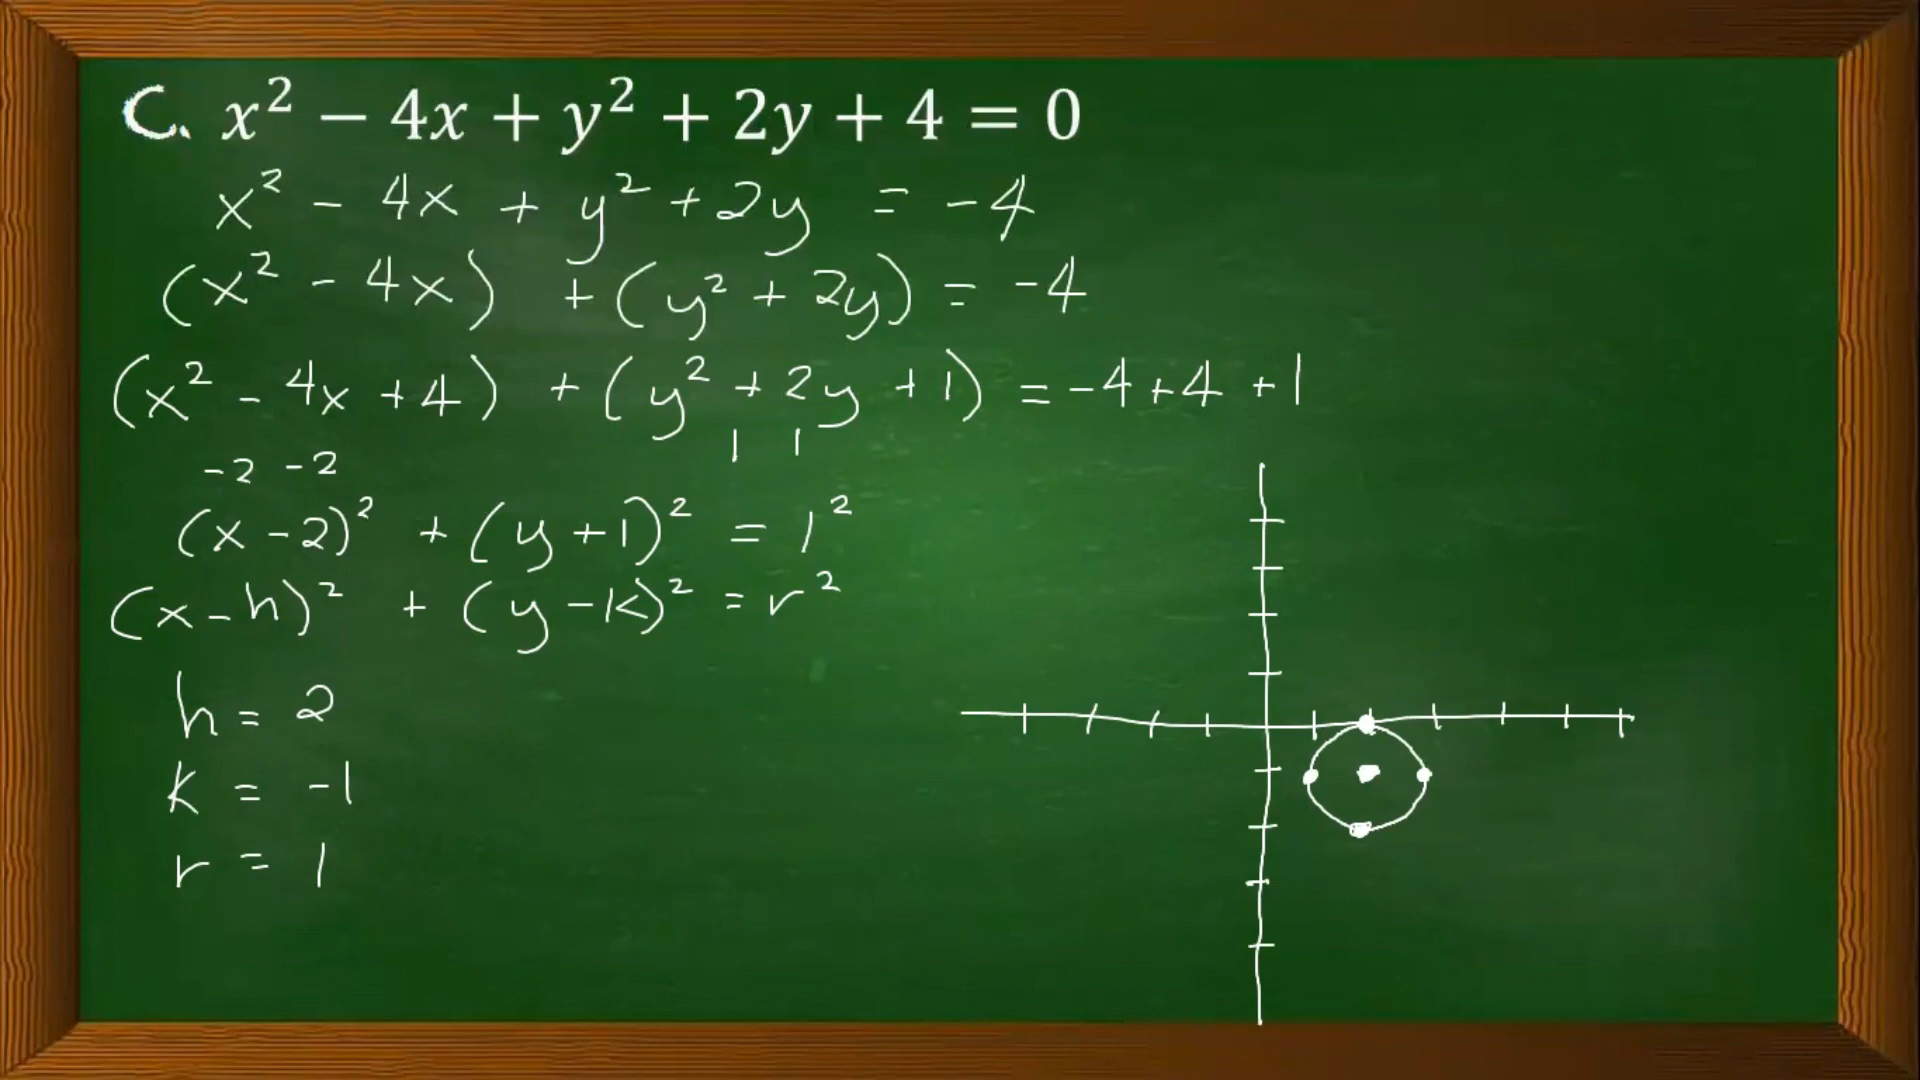 C. x² − 4x + y² + 2y + 4 = 0
x² - 4x + y² + 2y = -4
(x² - 4x) + (y² + 2y) = -4
(x² - 4x + 4) + (y² + 2y + 1) = -4 + 4 + 1
1 1
-2 -2
(x - 2)² + (y + 1)² = 1²
(x - h)² + (y - k)² = r²
h = 2
k = -1
r = 1